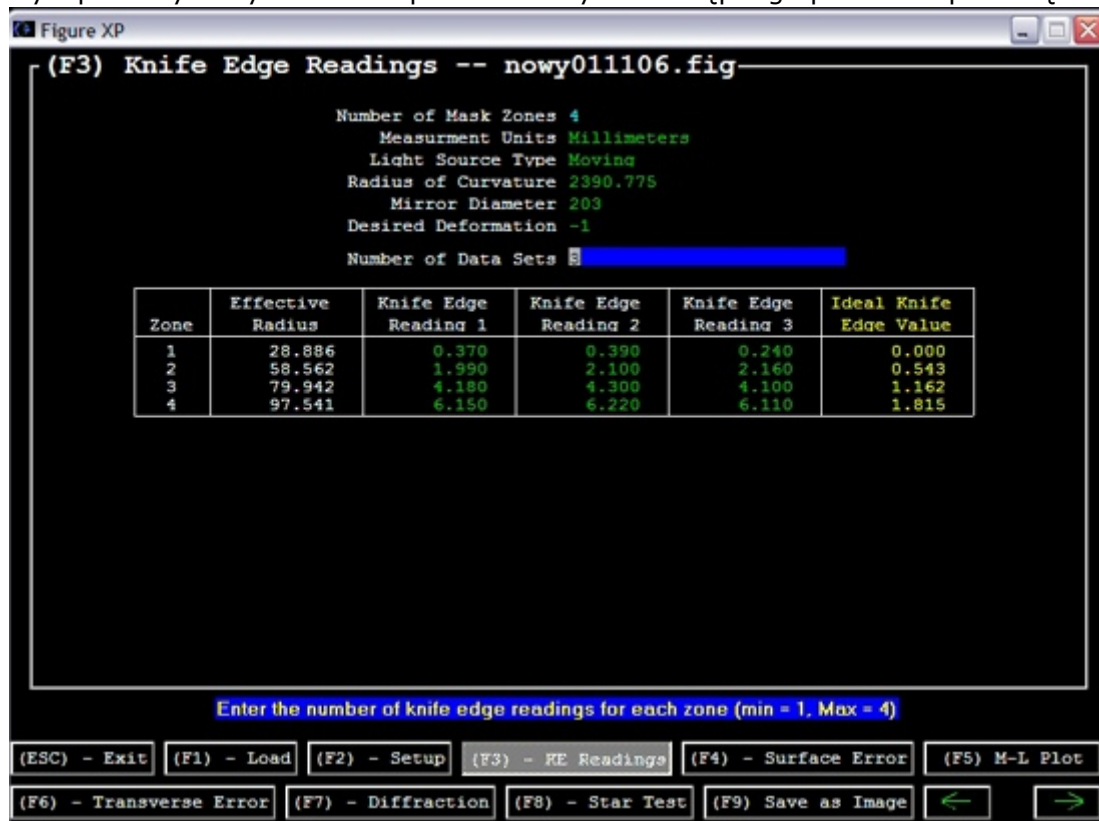 Figure XP
(F3) Knife Edge Readings -- nowy011106.fig
Number of Mask Zones 4
Measurment Units Millimeters
Light Source Type Moving
Radius of Curvature 2390.775
Mirror Diameter 203
Desired Deformation -1
Number of Data Sets 3
Zone Effective Radius Knife Edge Reading 1 Knife Edge Reading 2 Knife Edge Reading 3 Ideal Knife Edge Value
1 28.886 0.370 0.390 0.240 0.000
2 58.562 1.990 2.100 2.160 0.543
3 79.942 4.180 4.300 4.100 1.162
4 97.541 6.150 6.220 6.110 1.815
Enter the number of knife edge readings for each zone (min = 1, Max = 4)
(ESC) - Exit (F1) - Load (F2) - Setup (F3) - KE Readings (F4) - Surface Error (F5) M-L Plot
(F6) - Transverse Error (F7) - Diffraction (F8) - Star Test (F9) Save as Image ← →